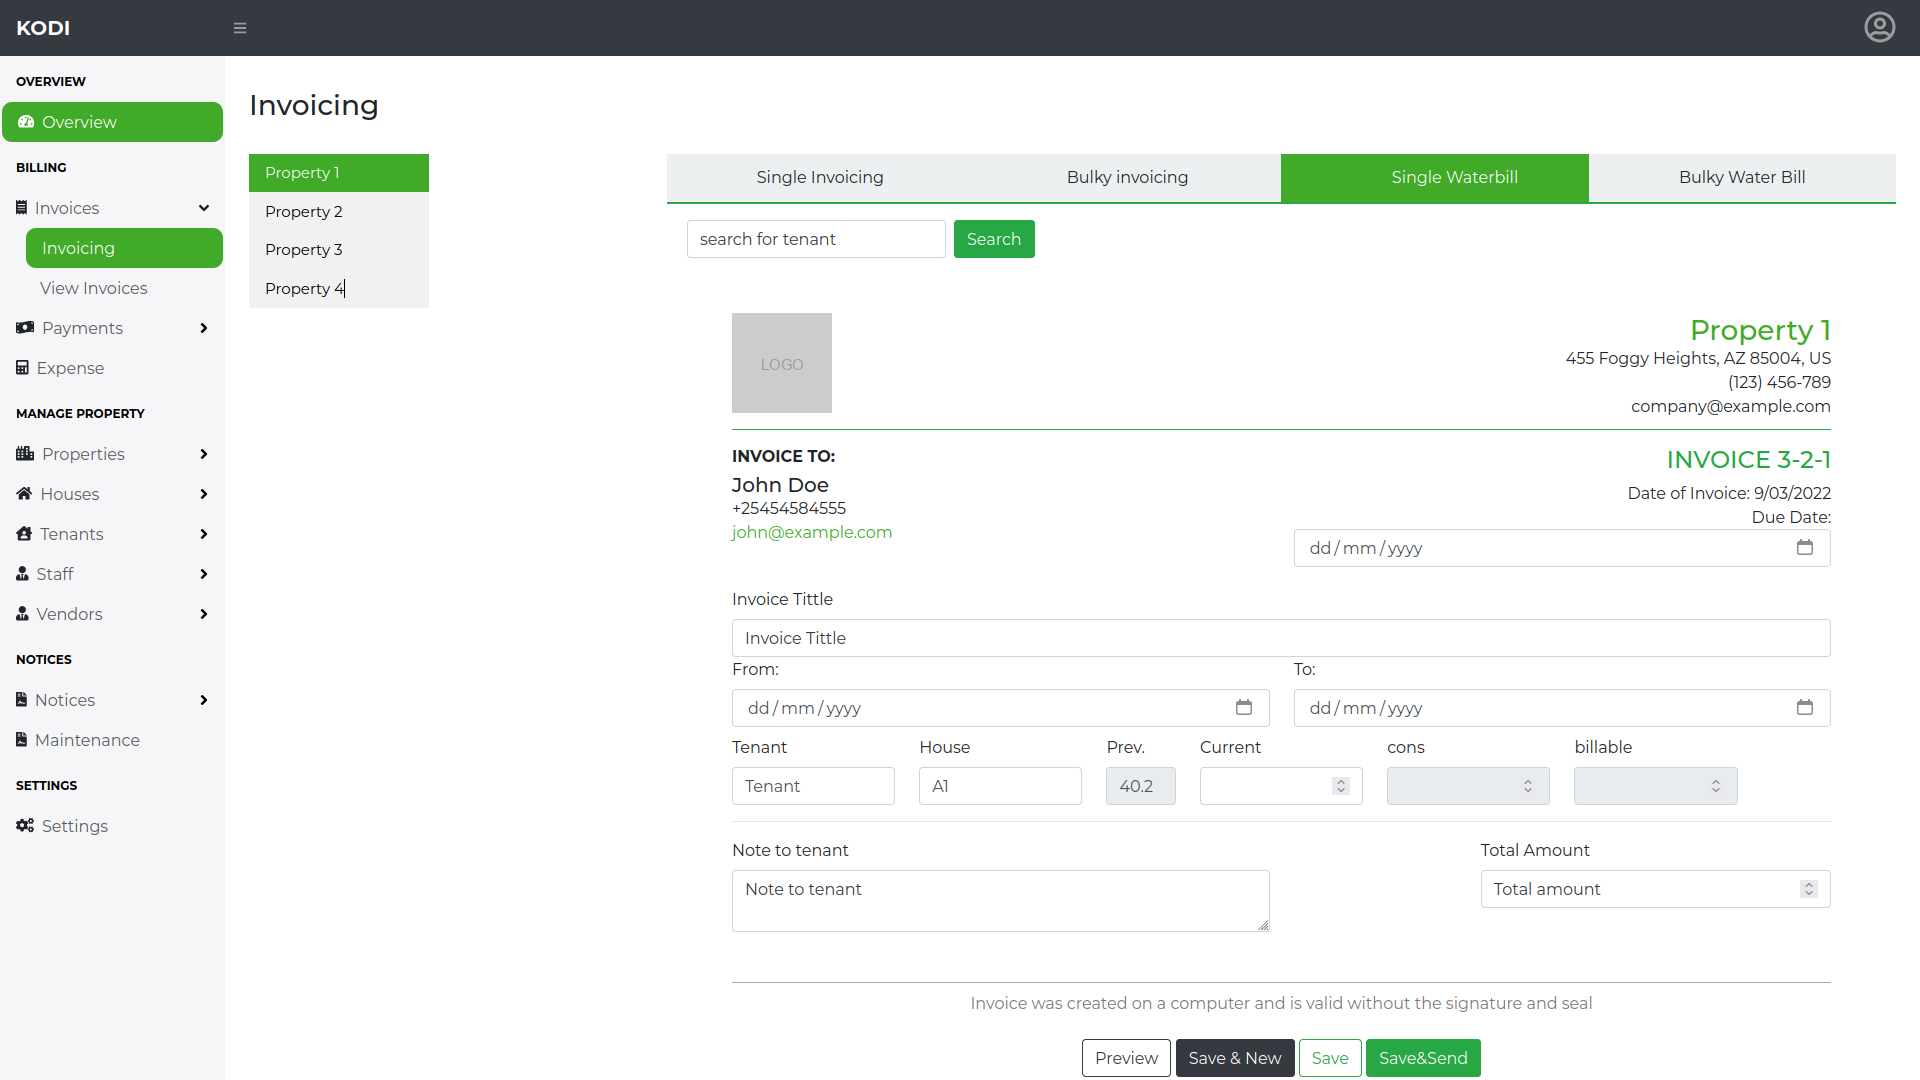 KODI
OVERVIEW
Overview
BILLING
Invoices
Invoicing
View Invoices
Payments
Expense
MANAGE PROPERTY
Properties
Houses
Tenants
Staff
Vendors
NOTICES
Notices
Maintenance
SETTINGS
Settings
Invoicing
Property 1
Property 2
Property 3
Property 4
Single Invoicing Bulky invoicing Single Waterbill Bulky Water Bill
search for tenant Search
LOGO
Property 1
455 Foggy Heights, AZ 85004, US
(123) 456-789
company@example.com
INVOICE TO:
John Doe
+25454584555
john@example.com
INVOICE 3-2-1
Date of Invoice: 9/03/2022
Due Date:
dd/mm/yyyy
Invoice Tittle
Invoice Tittle
From: To:
dd/mm/yyyy dd/mm/yyyy
Tenant House Prev. Current cons billable
Tenant A1 40.2
Note to tenant Total Amount
Note to tenant Total amount
Invoice was created on a computer and is valid without the signature and seal
Preview Save & New Save Save&Send